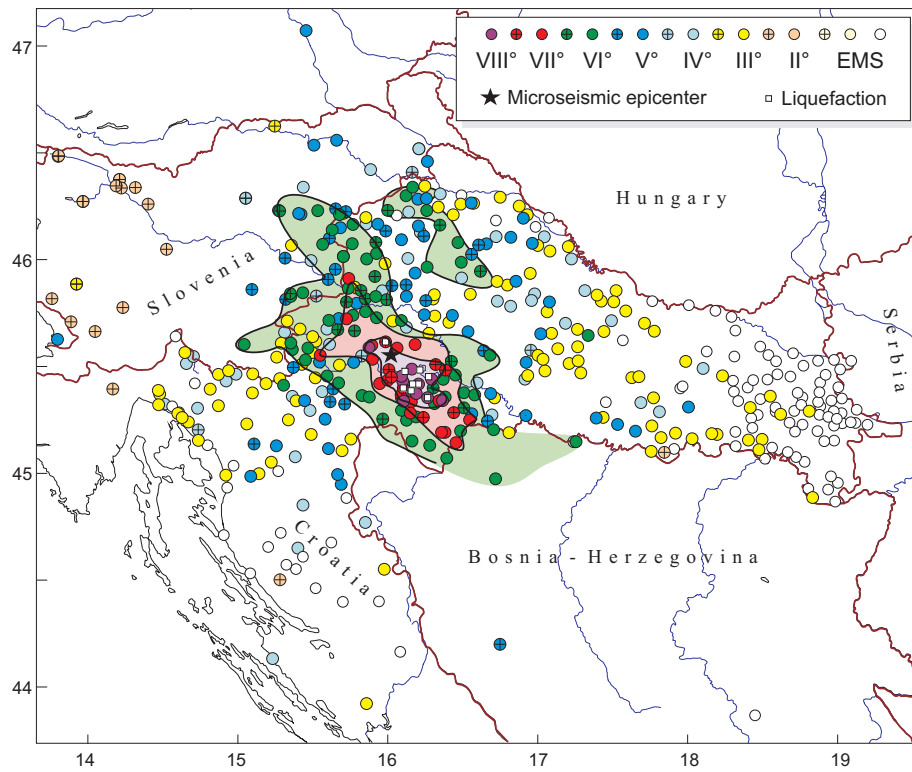 47
VIII° VII° VI° V° IV° III° II° EMS
★ Microseismic epicenter
Liquefaction
Hungary
46
Slovenia
Serbia
45
Croatia
Bosnia - Herzegovina
44
14 15 16 17 18 19